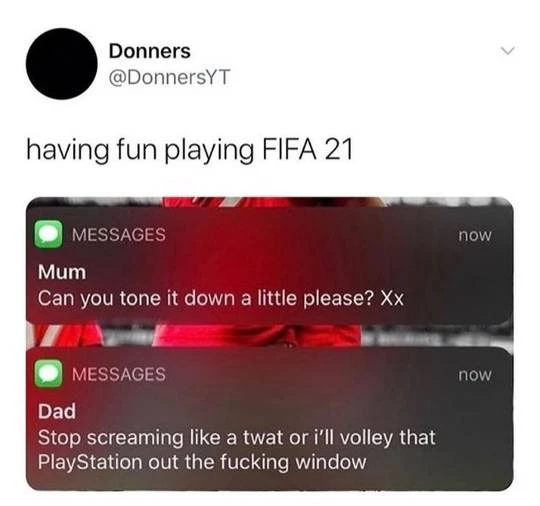 Donners
@DonnersYT
having fun playing FIFA 21
MESSAGES now
Mum
Can you tone it down a little please? Xx
MESSAGES now
Dad
Stop screaming like a twat or i'll volley that
PlayStation out the fucking window